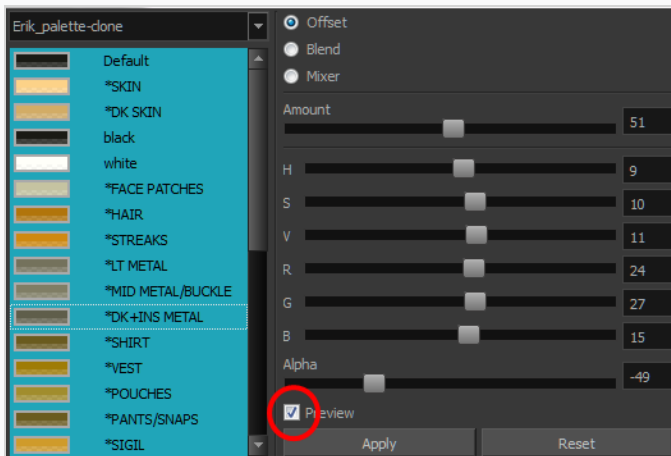 Erik_palette-clone
Default
*SKIN
*DK SKIN
black
white
*FACE PATCHES
*HAIR
*STREAKS
*LT METAL
*MID METAL/BUCKLE
*DK+INS METAL
*SHIRT
*VEST
*POUCHES
*PANTS/SNAPS
*SIGIL
Offset
Blend
Mixer
Amount
51
H 9
S 10
V 11
R 24
G 27
B 15
Alpha
-49
Preview
Apply Reset